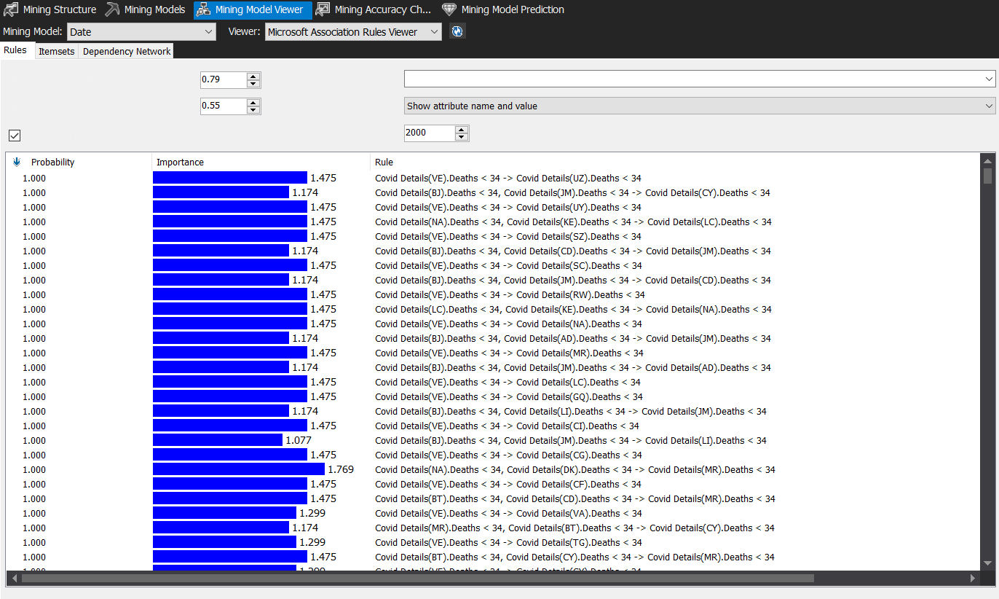 Mining Structure Mining Models Mining Model Viewer Mining Accuracy Ch... Mining Model Prediction
Mining Model: Date Viewer: Microsoft Association Rules Viewer
Rules Itemsets Dependency Network
0.79
0.55 Show attribute name and value
2000
Probability Importance Rule
1.000 1.475 Covid Details(VE).Deaths < 34 -> Covid Details(UZ).Deaths < 34
1.000 1.174 Covid Details(BJ).Deaths < 34, Covid Details(JM).Deaths < 34 -> Covid Details(CY).Deaths < 34
1.000 1.475 Covid Details(VE).Deaths < 34 -> Covid Details(UY).Deaths < 34
1.000 1.475 Covid Details(NA).Deaths < 34, Covid Details(KE).Deaths < 34 -> Covid Details(LC).Deaths < 34
1.000 1.475 Covid Details(VE).Deaths < 34 -> Covid Details(SZ).Deaths < 34
1.000 1.174 Covid Details(BJ).Deaths < 34, Covid Details(CD).Deaths < 34 -> Covid Details(JM).Deaths < 34
1.000 1.475 Covid Details(VE).Deaths < 34 -> Covid Details(SC).Deaths < 34
1.000 1.174 Covid Details(BJ).Deaths < 34, Covid Details(JM).Deaths < 34 -> Covid Details(CD).Deaths < 34
1.000 1.475 Covid Details(VE).Deaths < 34 -> Covid Details(RW).Deaths < 34
1.000 1.475 Covid Details(LC).Deaths < 34, Covid Details(KE).Deaths < 34 -> Covid Details(NA).Deaths < 34
1.000 1.475 Covid Details(VE).Deaths < 34 -> Covid Details(NA).Deaths < 34
1.000 1.174 Covid Details(BJ).Deaths < 34, Covid Details(AD).Deaths < 34 -> Covid Details(JM).Deaths < 34
1.000 1.475 Covid Details(VE).Deaths < 34 -> Covid Details(MR).Deaths < 34
1.000 1.174 Covid Details(BJ).Deaths < 34, Covid Details(JM).Deaths < 34 -> Covid Details(AD).Deaths < 34
1.000 1.475 Covid Details(VE).Deaths < 34 -> Covid Details(LC).Deaths < 34
1.000 1.475 Covid Details(VE).Deaths < 34 -> Covid Details(GQ).Deaths < 34
1.000 1.174 Covid Details(BJ).Deaths < 34, Covid Details(LI).Deaths < 34 -> Covid Details(JM).Deaths < 34
1.000 1.475 Covid Details(VE).Deaths < 34 -> Covid Details(CI).Deaths < 34
1.000 1.077 Covid Details(BJ).Deaths < 34, Covid Details(JM).Deaths < 34 -> Covid Details(LI).Deaths < 34
1.000 1.475 Covid Details(VE).Deaths < 34 -> Covid Details(CG).Deaths < 34
1.000 1.769 Covid Details(NA).Deaths < 34, Covid Details(DK).Deaths < 34 -> Covid Details(MR).Deaths < 34
1.000 1.475 Covid Details(VE).Deaths < 34 -> Covid Details(CF).Deaths < 34
1.000 1.475 Covid Details(BT).Deaths < 34, Covid Details(CD).Deaths < 34 -> Covid Details(MR).Deaths < 34
1.000 1.299 Covid Details(VE).Deaths < 34 -> Covid Details(VA).Deaths < 34
1.000 1.174 Covid Details(MR).Deaths < 34, Covid Details(BT).Deaths < 34 -> Covid Details(CY).Deaths < 34
1.000 1.299 Covid Details(VE).Deaths < 34 -> Covid Details(TG).Deaths < 34
1.000 1.475 Covid Details(BT).Deaths < 34, Covid Details(CY).Deaths < 34 -> Covid Details(MR).Deaths < 34